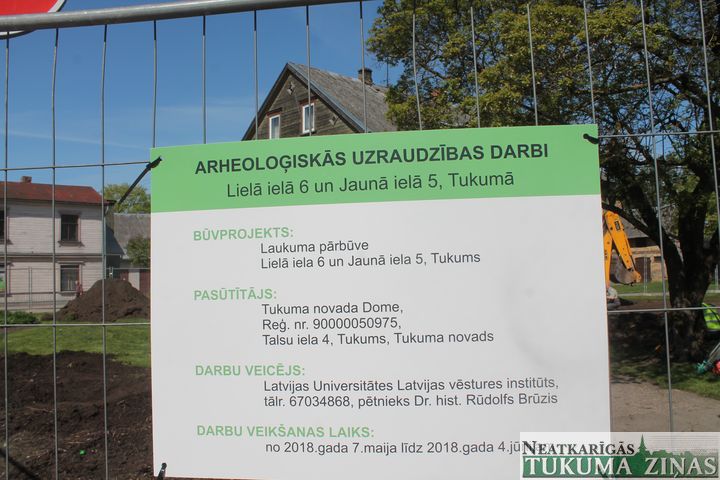 ARHEOLOĢISKĀS UZRAUDZĪBAS DARBI
Lielā ielā 6 un Jaunā ielā 5, Tukumā
BŪVPROJEKTS:
Laukuma pārbūve
Lielā iela 6 un Jaunā iela 5, Tukums
PASŪTĪTĀJS:
Tukuma novada Dome,
Reģ. nr. 90000050975,
Talsu iela 4, Tukums, Tukuma novads
DARBU VEICĒJS:
Latvijas Universitātes Latvijas vēstures institūts,
tālr. 67034868, pētnieks Dr. hist. Rūdolfs Brūzis
DARBU VEIKŠANAS LAIKS:
no 2018.gada 7.maija līdz 2018.gada 4.
NEATKARĪGĀS
TUKUMA ZIŅAS